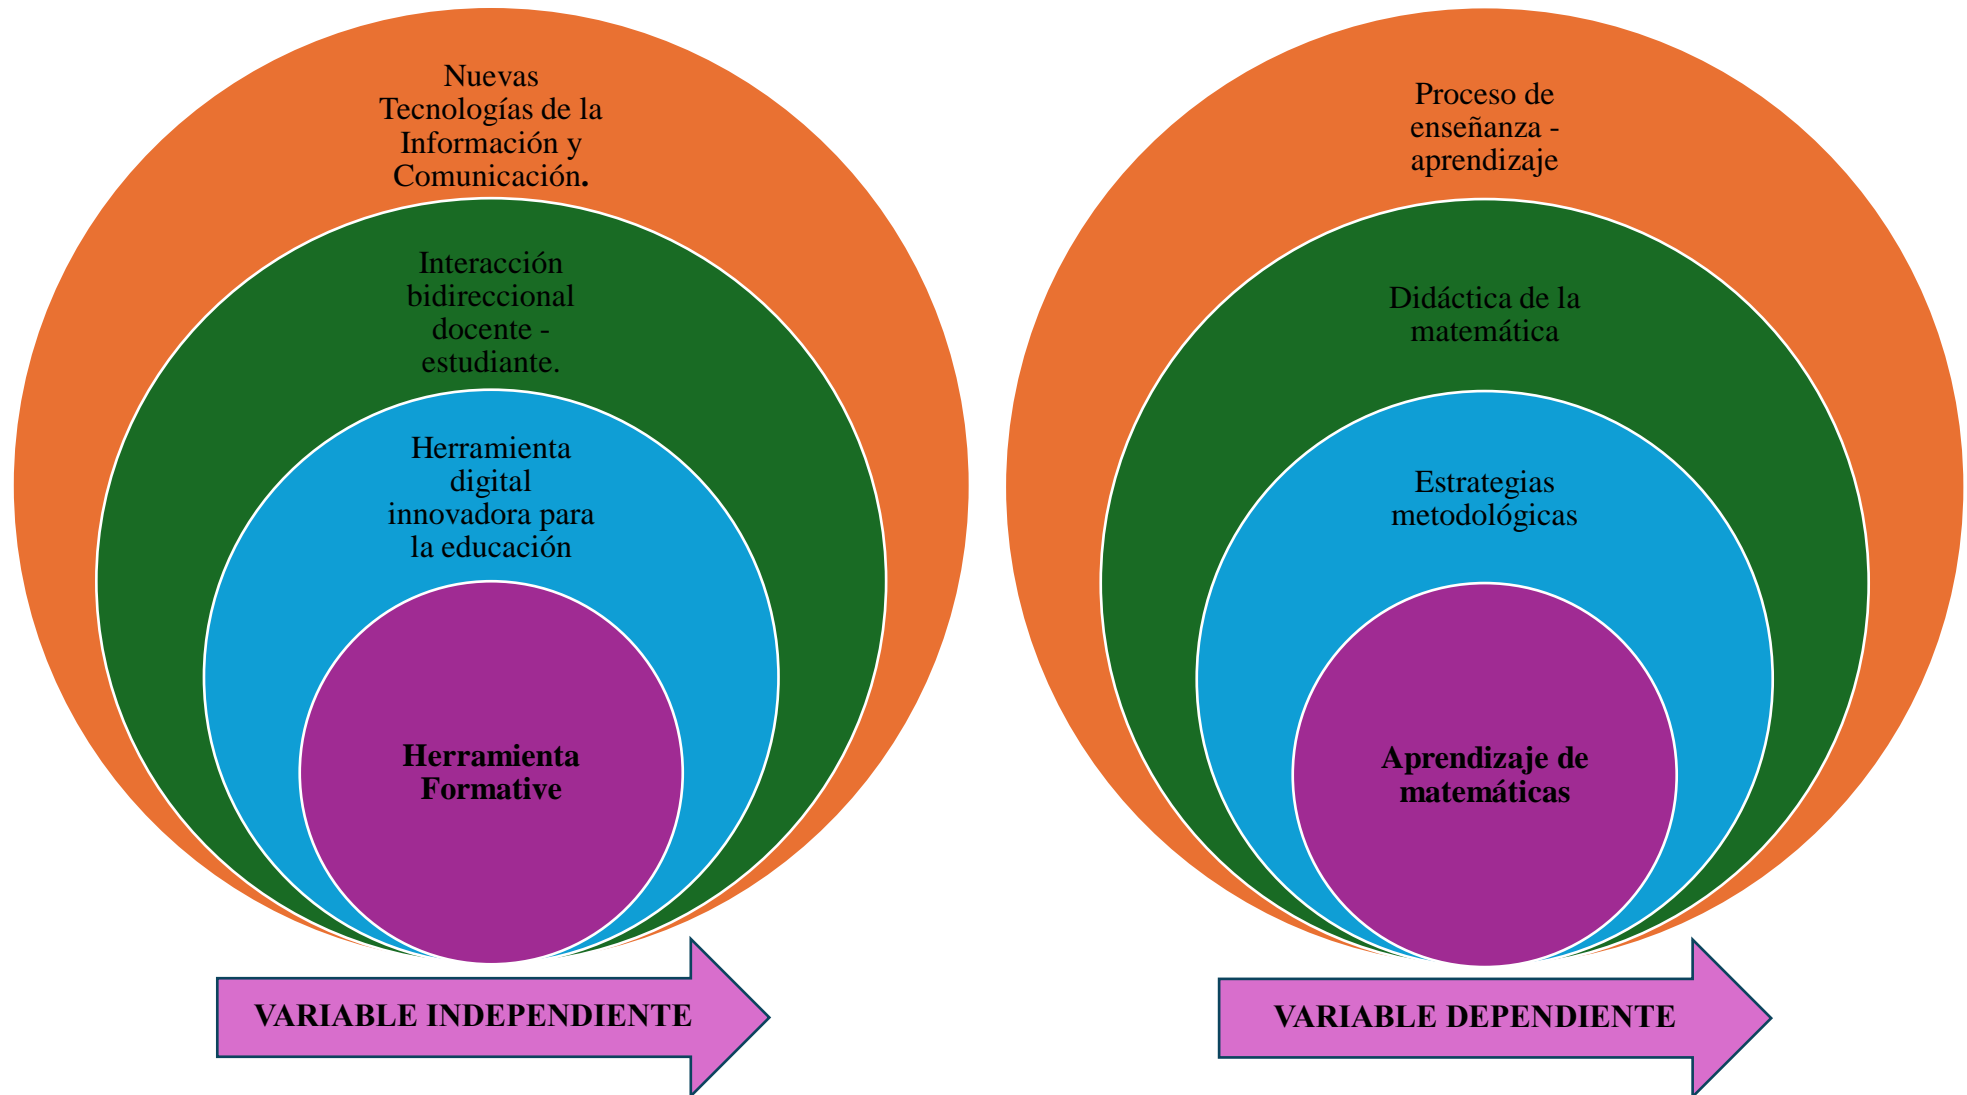 Nuevas
Tecnologías de la
Información y
Comunicación.
Interacción
bidireccional
docente -
estudiante.
Herramienta
digital
innovadora para
la educación
Herramienta
Formative
VARIABLE INDEPENDIENTE
Proceso de
enseñanza -
aprendizaje
Didáctica de la
matemática
Estrategias
metodológicas
Aprendizaje de
matemáticas
VARIABLE DEPENDIENTE